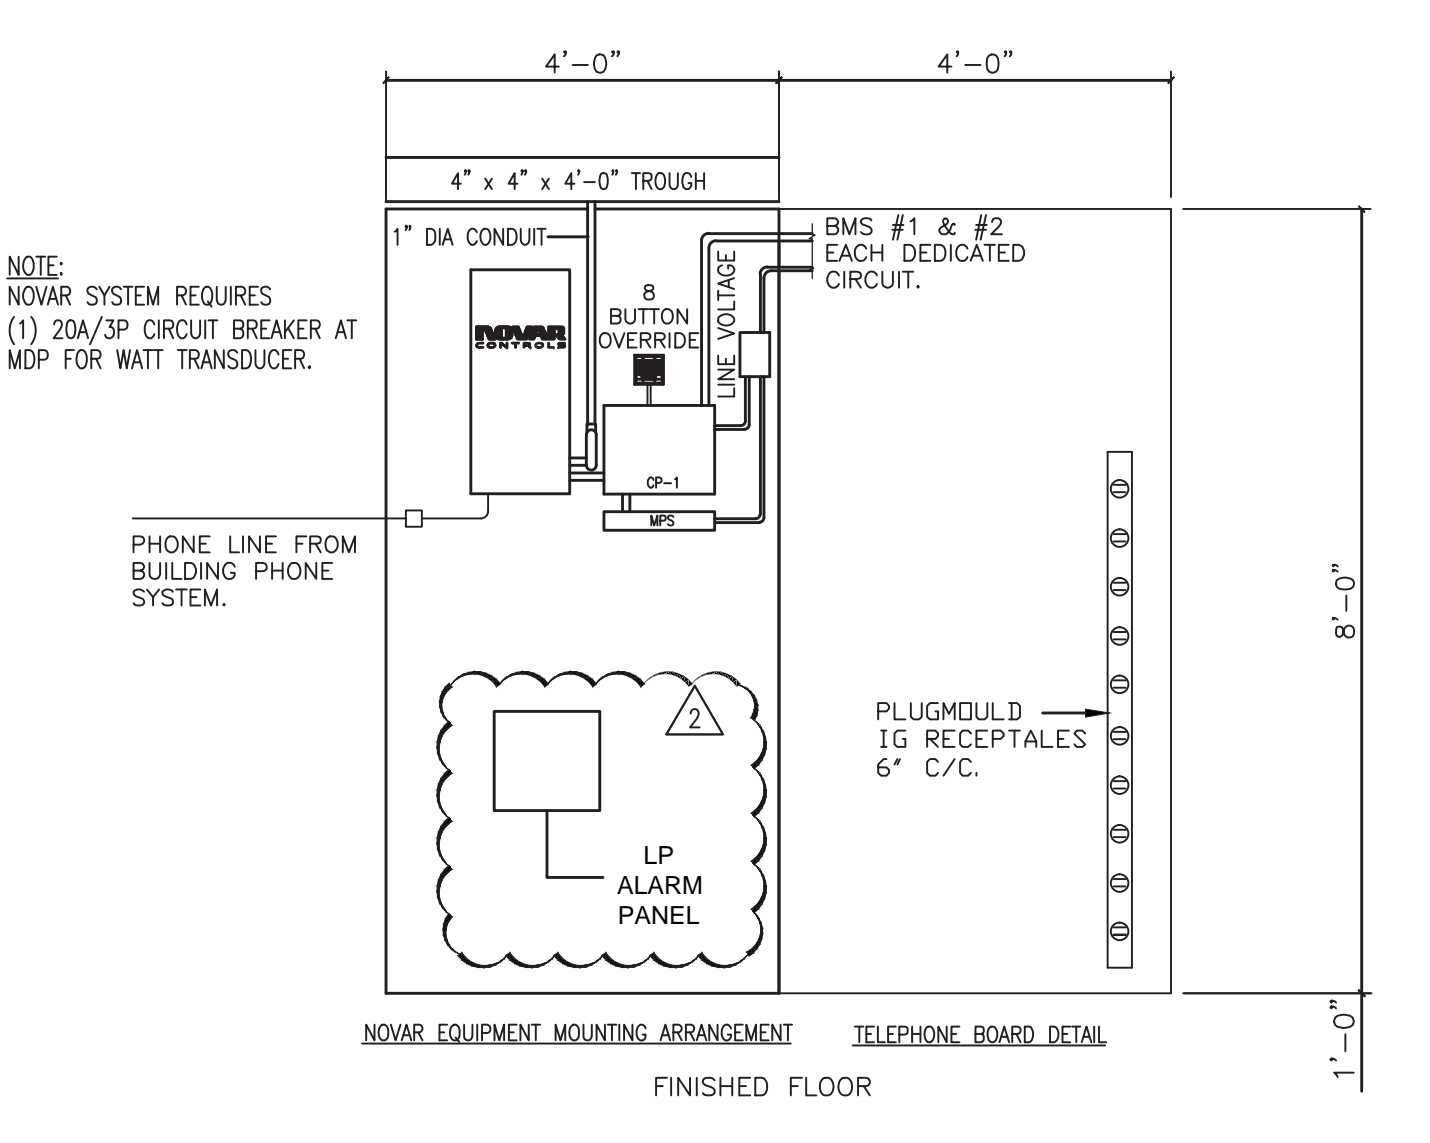 4'-0"
4'-0"
4" x 4" x 4'-0" TROUGH
1" DIA CONDUIT
BMS #1 & #2
EACH DEDICATED
CIRCUIT.
NOTE:
NOVAR SYSTEM REQUIRES
(1) 20A/3P CIRCUIT BREAKER AT
MDP FOR WATT TRANSDUCER.
NOVAR
CONTROLS
8
BUTTON
OVERRIDE
LINE VOLTAGE
CP-1
MPS
PHONE LINE FROM
BUILDING PHONE
SYSTEM.
8'-0"
2
PLUGMOULD
IG RECEPTALES
6" C/C.
LP
ALARM
PANEL
1'-0"
NOVAR EQUIPMENT MOUNTING ARRANGEMENT
TELEPHONE BOARD DETAIL
FINISHED FLOOR